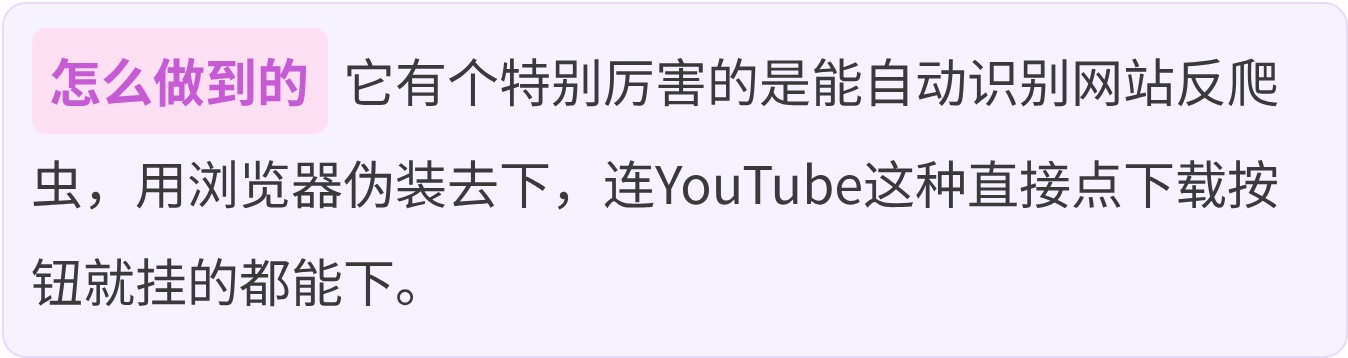 怎么做到的 它有个特别厉害的是能自动识别网站反爬
虫，用浏览器伪装去下，连YouTube这种直接点下载按
钮就挂的都能下。